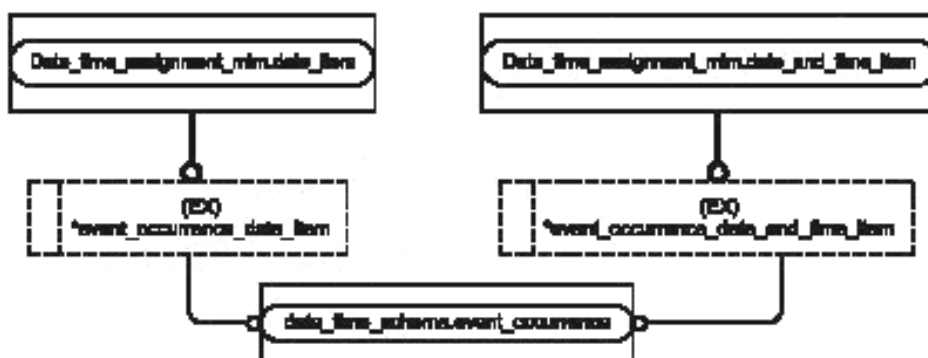 Date_time_assignment_mim.date_item
Date_time_assignment_mim.date_and_time_item
(EX)
*event_occurrence_date_item
(EX)
*event_occurrence_date_and_time_item
date_time_schema.event_occurrence